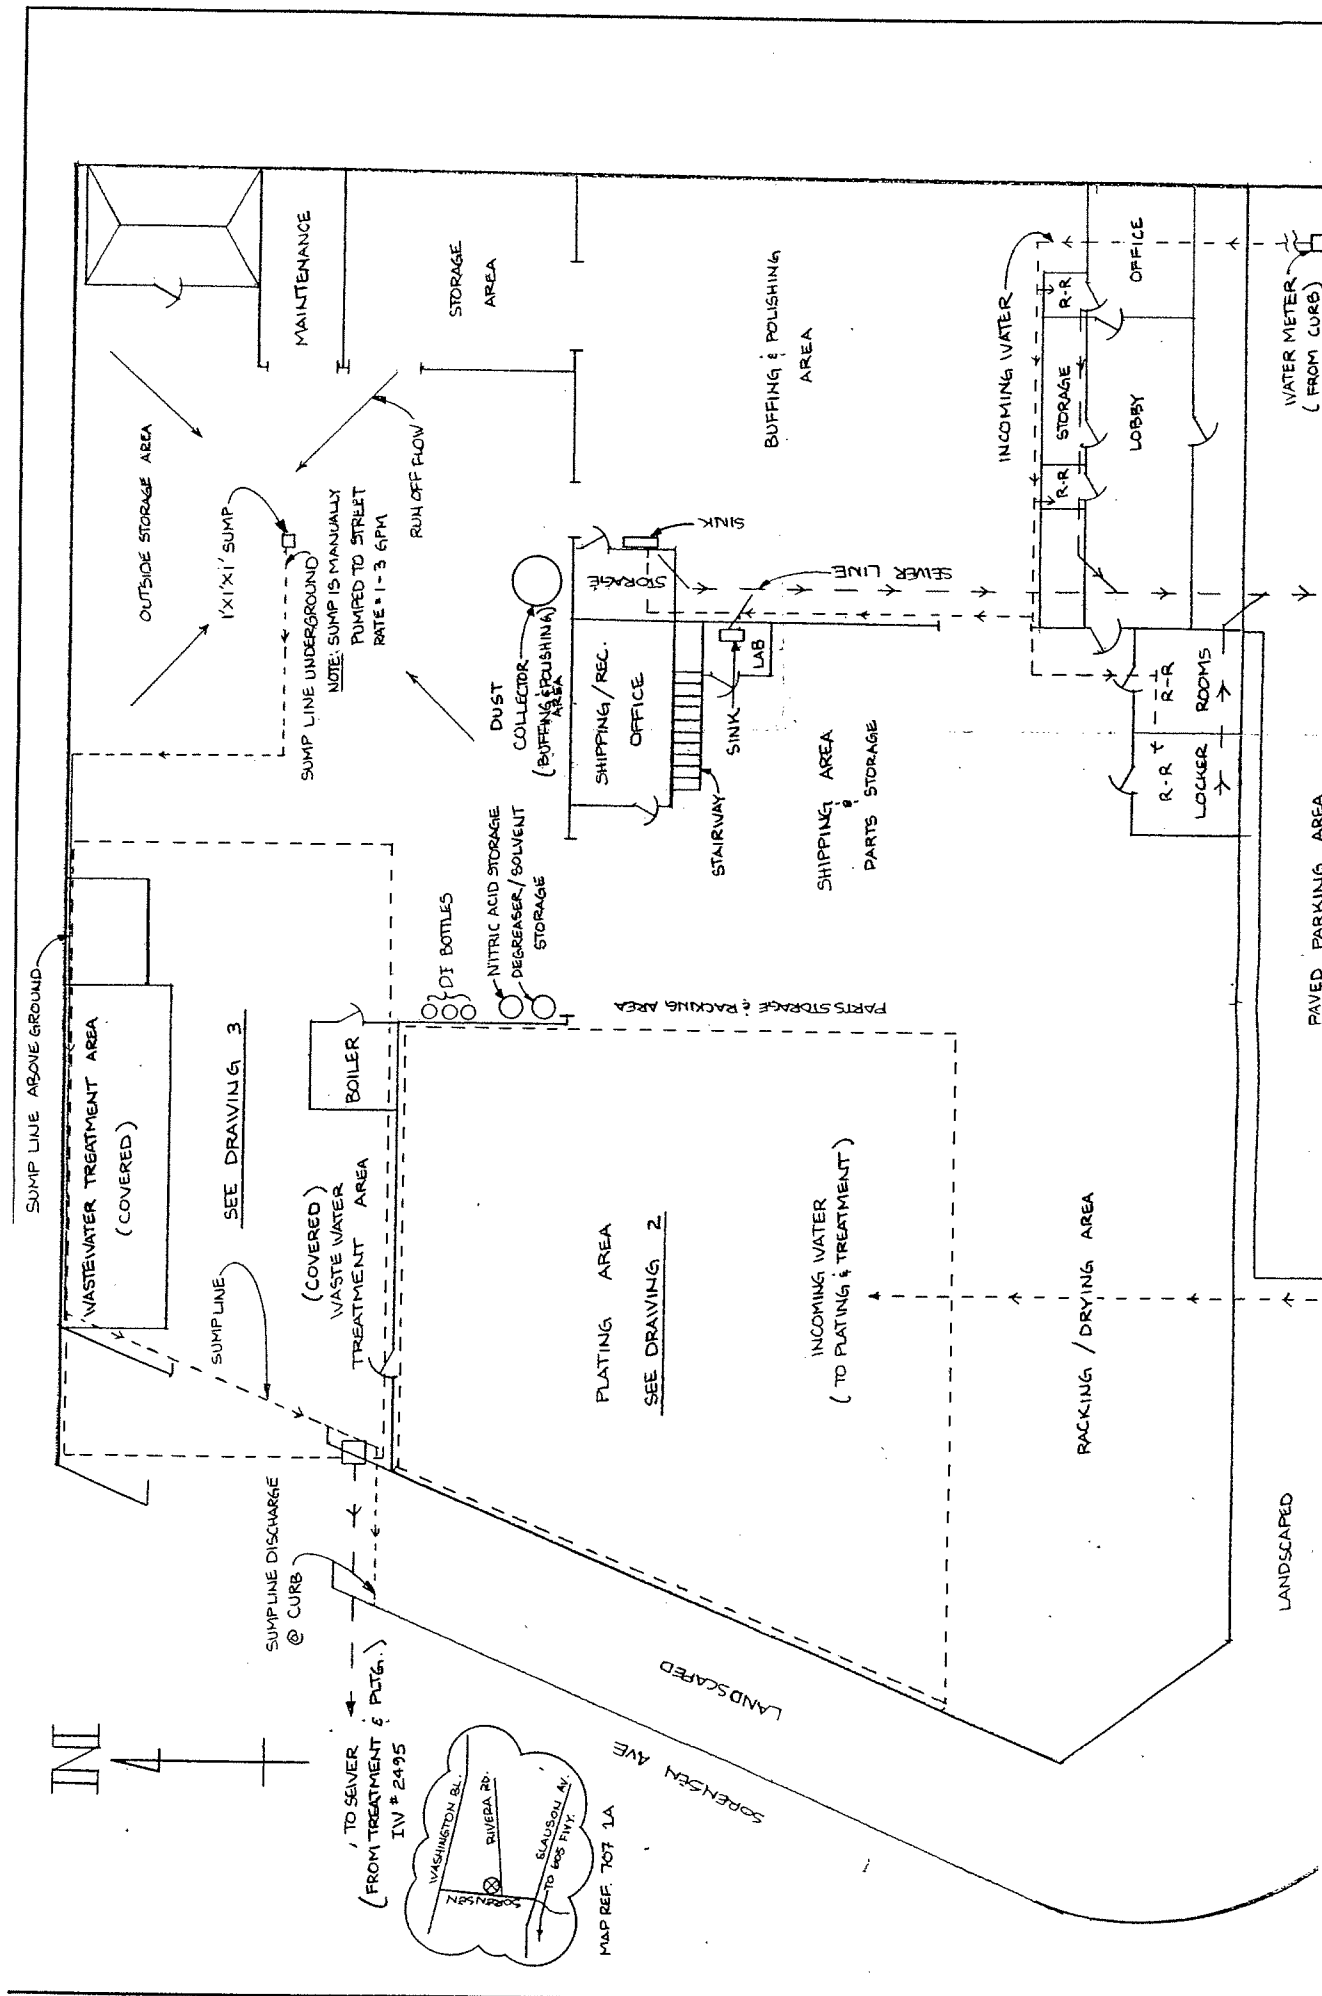 SUMP LINE ABOVE GROUND
WASTEWATER TREATMENT AREA
(COVERED)
SEE DRAWING 3
SUMPLINE
(COVERED)
WASTE WATER
TREATMENT AREA
BOILER
SUMPLINE DISCHARGE
@ CURB
N
TO SEWER
(FROM TREATMENT & PLTG.)
IW # 2495
WASHINGTON BL.
RIVERA RD.
SORENSEN
SLAUSON AV.
TO 605 FWY.
MAP REF. 707 1A
OUTSIDE STORAGE AREA
1'X1'X1' SUMP
SUMP LINE UNDERGROUND
NOTE: SUMP IS MANUALLY
PUMPED TO STREET
RATE = 1-3 GPM
RUN OFF FLOW
MAINTENANCE
STORAGE
AREA
DUST
COLLECTOR
(BUFFING & POLISHING)
AREA
DI BOTTLES
NITRIC ACID STORAGE
DEGREASER/SOLVENT
STORAGE
STORAGE
SINK
SHIPPING/REC.
OFFICE
LAB
SINK
STAIRWAY
SEWER LINE
BUFFING & POLISHING
AREA
SHIPPING AREA
&
PARTS STORAGE
PARTS STORAGE & RACKING AREA
PLATING AREA
SEE DRAWING 2
INCOMING WATER
(TO PLATING & TREATMENT)
RACKING / DRYING AREA
INCOMING WATER
R-R
STORAGE
R-R
OFFICE
LOBBY
R-R
R-R
LOCKER ROOMS
WATER METER
(FROM CURB)
PAVED PARKING AREA
LANDSCAPED
LANDSCAPED
SORENSEN AVE